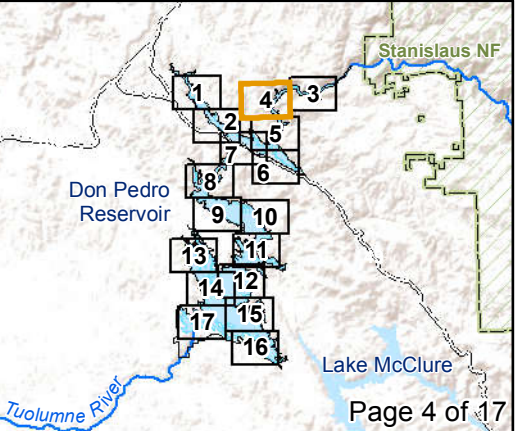 Stanislaus NF
1
4
3
2
5
7
6
8
Don Pedro
Reservoir
9
10
13
11
14
12
17
15
16
Lake McClure
Tuolumne River
Page 4 of 17